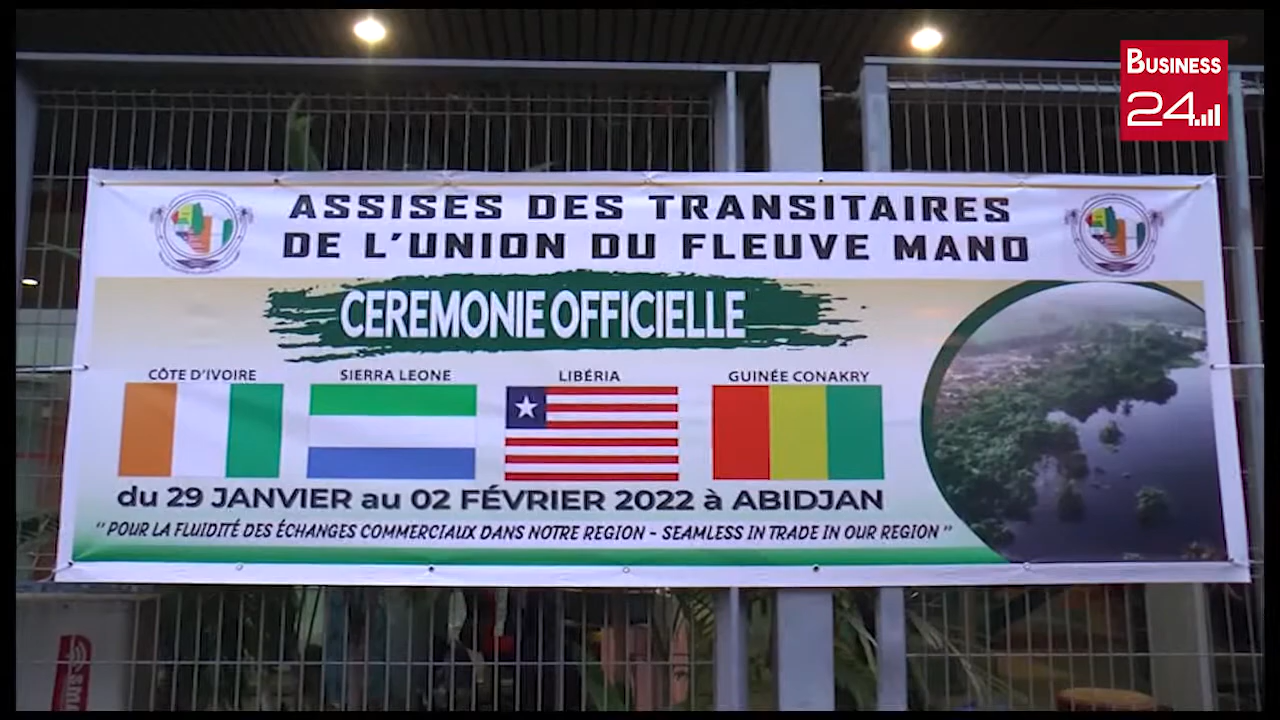 BUSINESS
24
ASSISES DES TRANSITAIRES
DE L'UNION DU FLEUVE MANO
CEREMONIE OFFICIELLE
CÔTE D'IVOIRE SIERRA LEONE LIBÉRIA GUINÉE CONAKRY
du 29 JANVIER au 02 FÉVRIER 2022 à ABIDJAN
" POUR LA FLUIDITÉ DES ÉCHANGES COMMERCIAUX DANS NOTRE REGION - SEAMLESS IN TRADE IN OUR REGION "